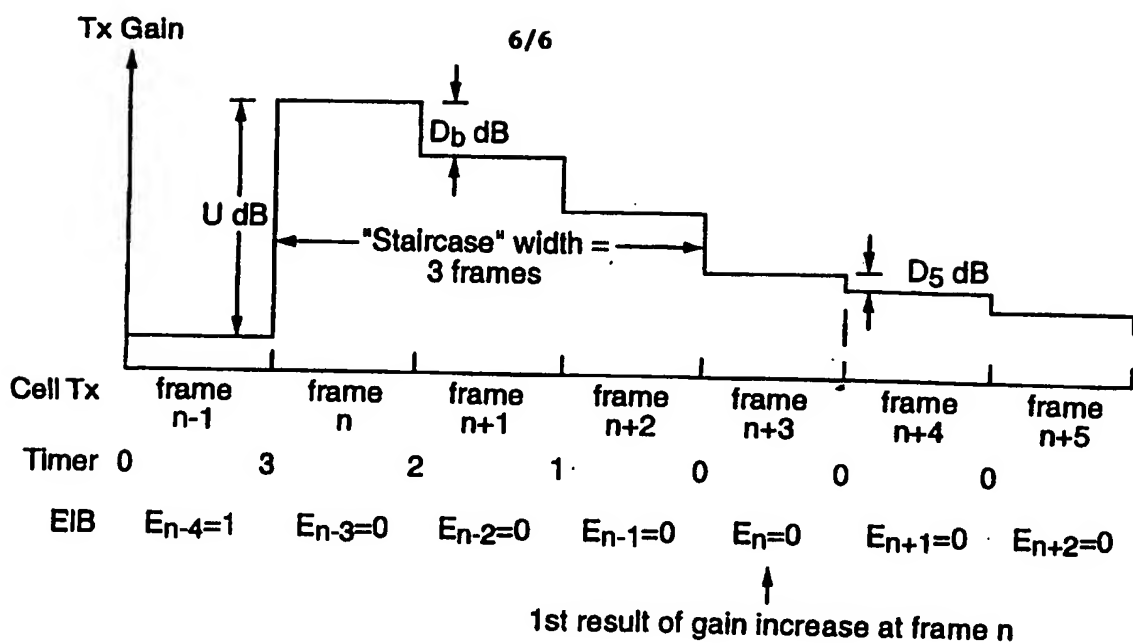 Tx Gain
6/6
D_b dB
U dB
"Staircase" width =
3 frames
D_5 dB
Cell Tx frame n-1 frame n frame n+1 frame n+2 frame n+3 frame n+4 frame n+5
Timer 0 3 2 1 0 0 0
EIB E_n-4=1 E_n-3=0 E_n-2=0 E_n-1=0 E_n=0 E_n+1=0 E_n+2=0
1st result of gain increase at frame n